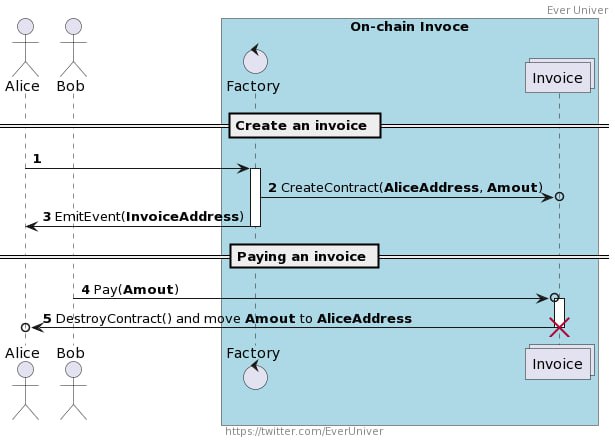 Ever Univer
On-chain Invoce
Alice Bob Factory Invoice
Create an invoice
1
2 CreateContract(AliceAddress, Amout)
3 EmitEvent(InvoiceAddress)
Paying an invoice
4 Pay(Amout)
5 DestroyContract() and move Amout to AliceAddress
Alice Bob Factory Invoice
https://twitter.com/EverUniver